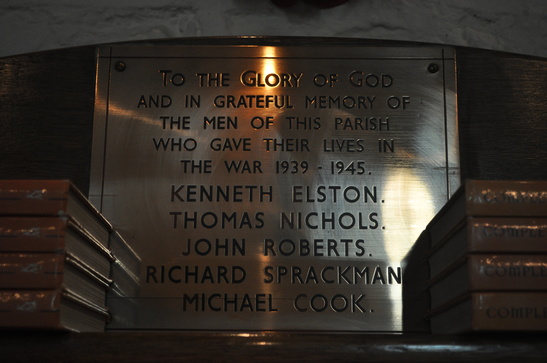 TO THE GLORY OF GOD
AND IN GRATEFUL MEMORY OF
THE MEN OF THIS PARISH
WHO GAVE THEIR LIVES IN
THE WAR 1939 - 1945.
KENNETH ELSTON.
THOMAS NICHOLS.
JOHN ROBERTS.
RICHARD SPRACKMAN
MICHAEL COOK.